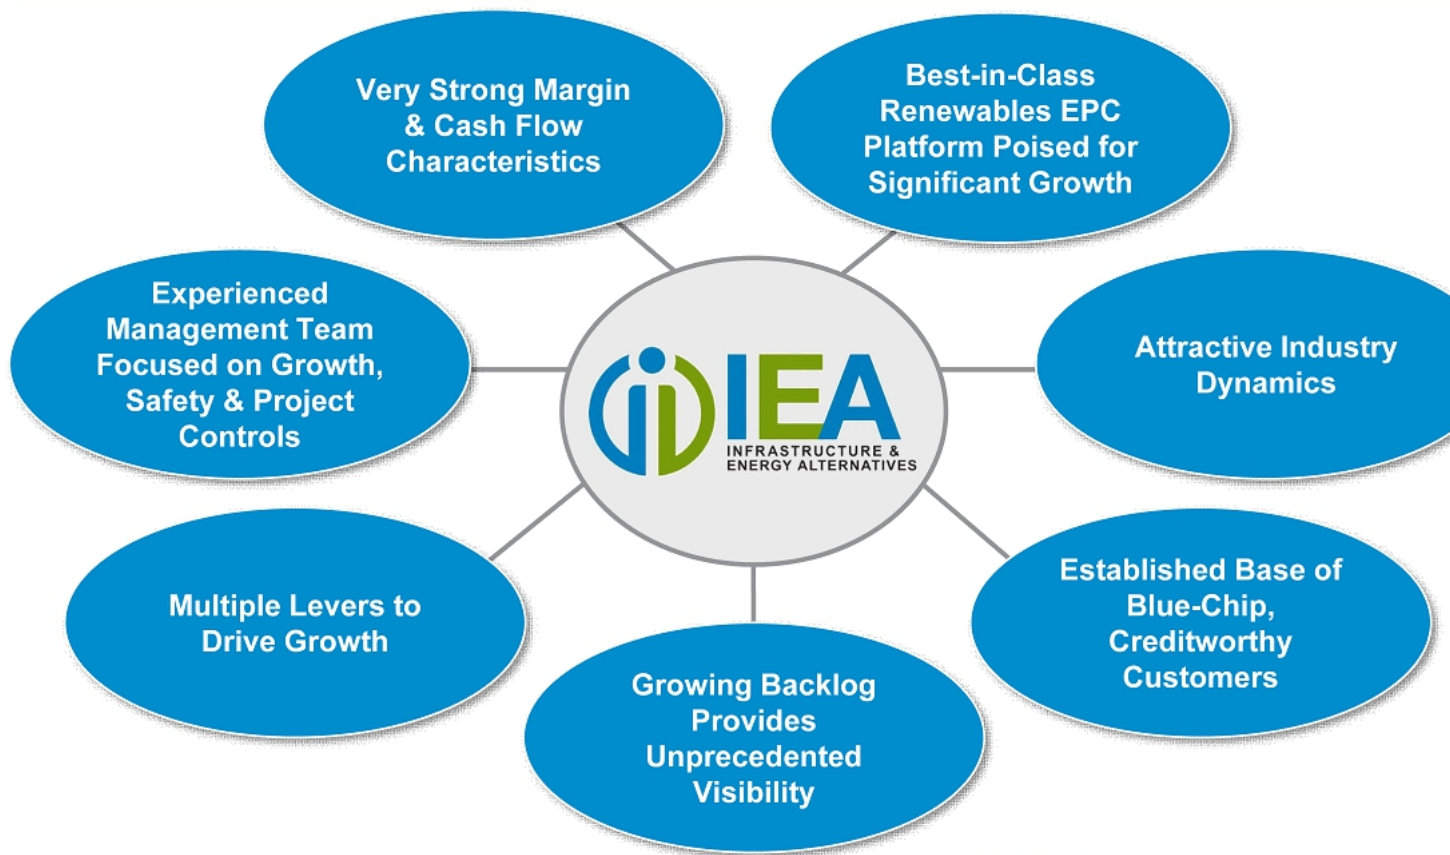 Very Strong Margin
& Cash Flow
Characteristics
Best-in-Class
Renewables EPC
Platform Poised for
Significant Growth
Experienced
Management Team
Focused on Growth,
Safety & Project
Controls
IEA
INFRASTRUCTURE &
ENERGY ALTERNATIVES
Attractive Industry
Dynamics
Multiple Levers to
Drive Growth
Growing Backlog
Provides
Unprecedented
Visibility
Established Base of
Blue-Chip,
Creditworthy
Customers